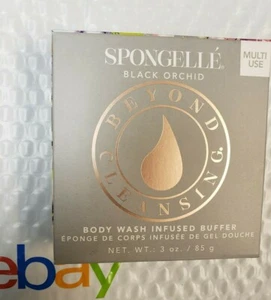 SPONGELLÉ
MULTI
USE
BLACK ORCHID
BEYOND
CLEANSING.
BODY WASH INFUSED BUFFER
ÉPONGE DE CORPS INFUSÉE DE GEL DOUCHE
NET. WT.: 3 oz. / 85 g
ebay